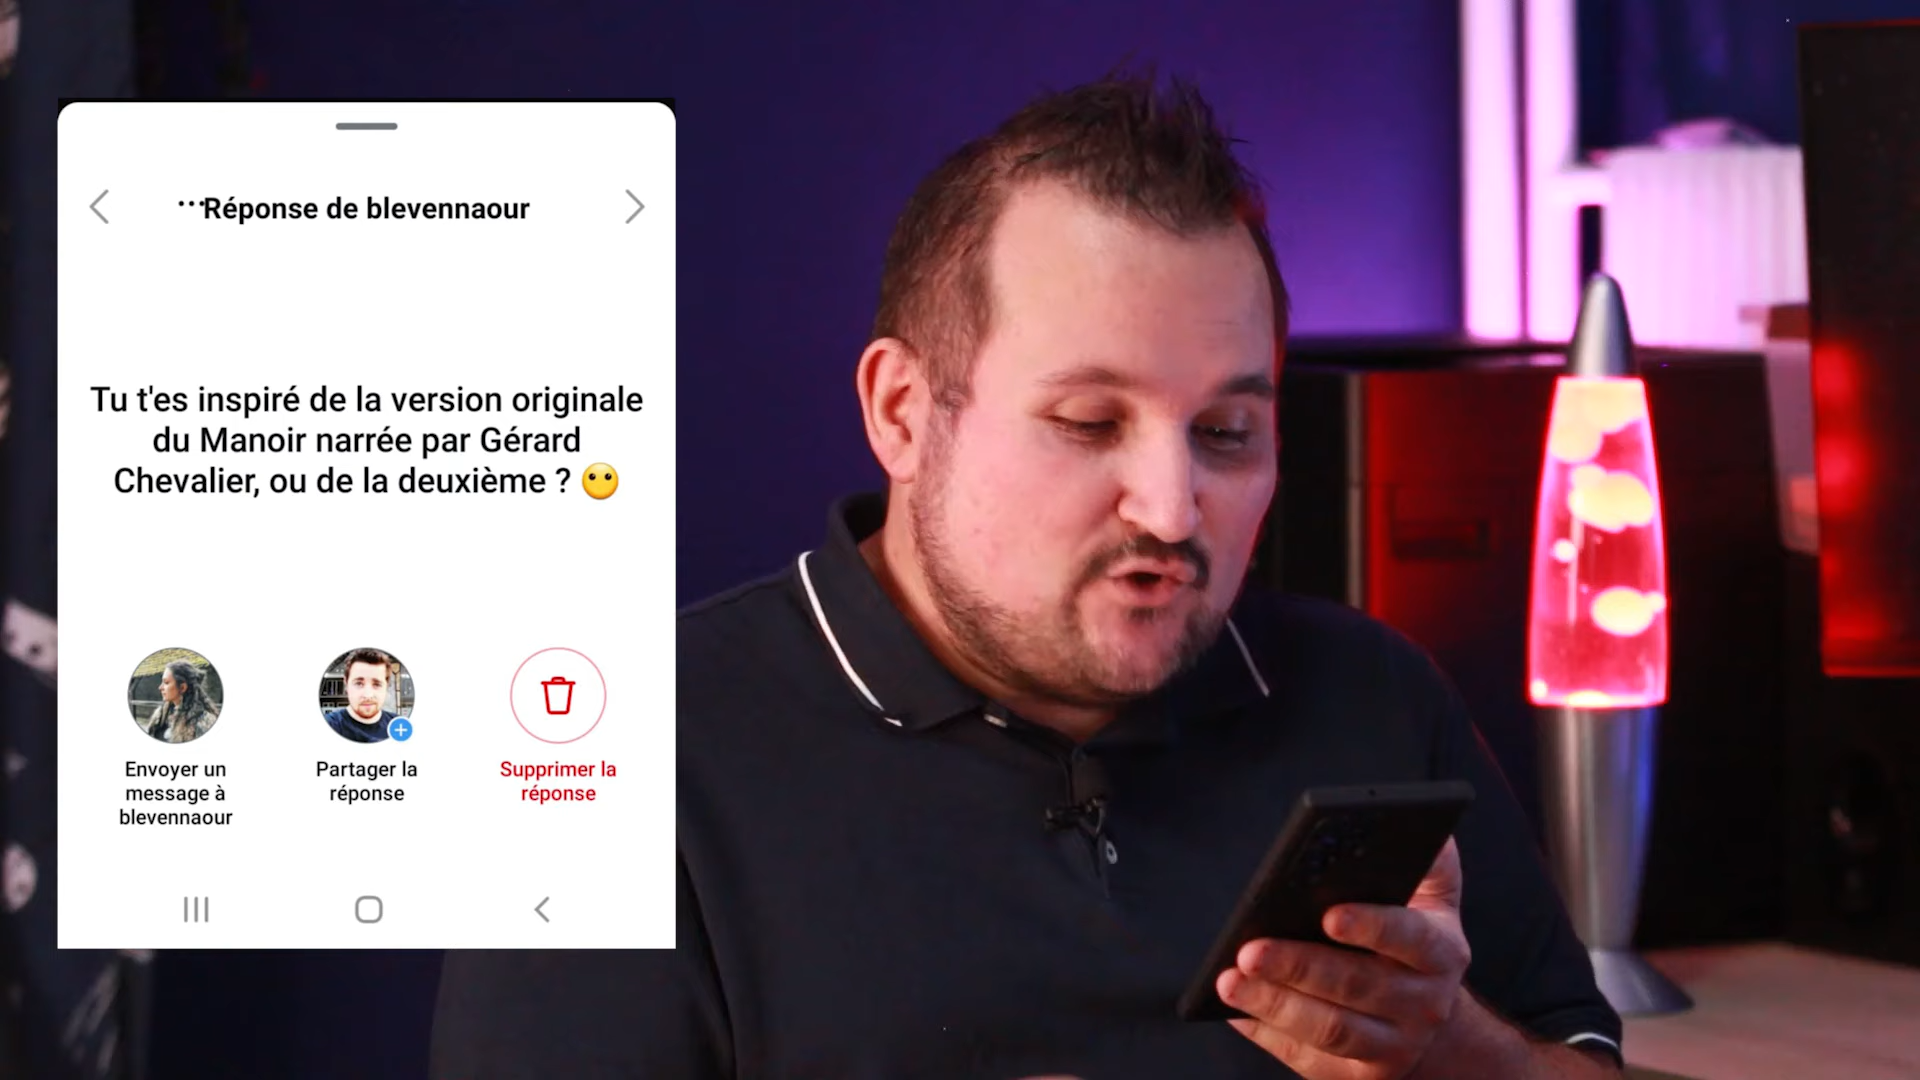 ...Réponse de blevennaour
Tu t'es inspiré de la version originale
du Manoir narrée par Gérard
Chevalier, ou de la deuxième ? 😶
Envoyer un
message à
blevennaour
Partager la
réponse
Supprimer la
réponse